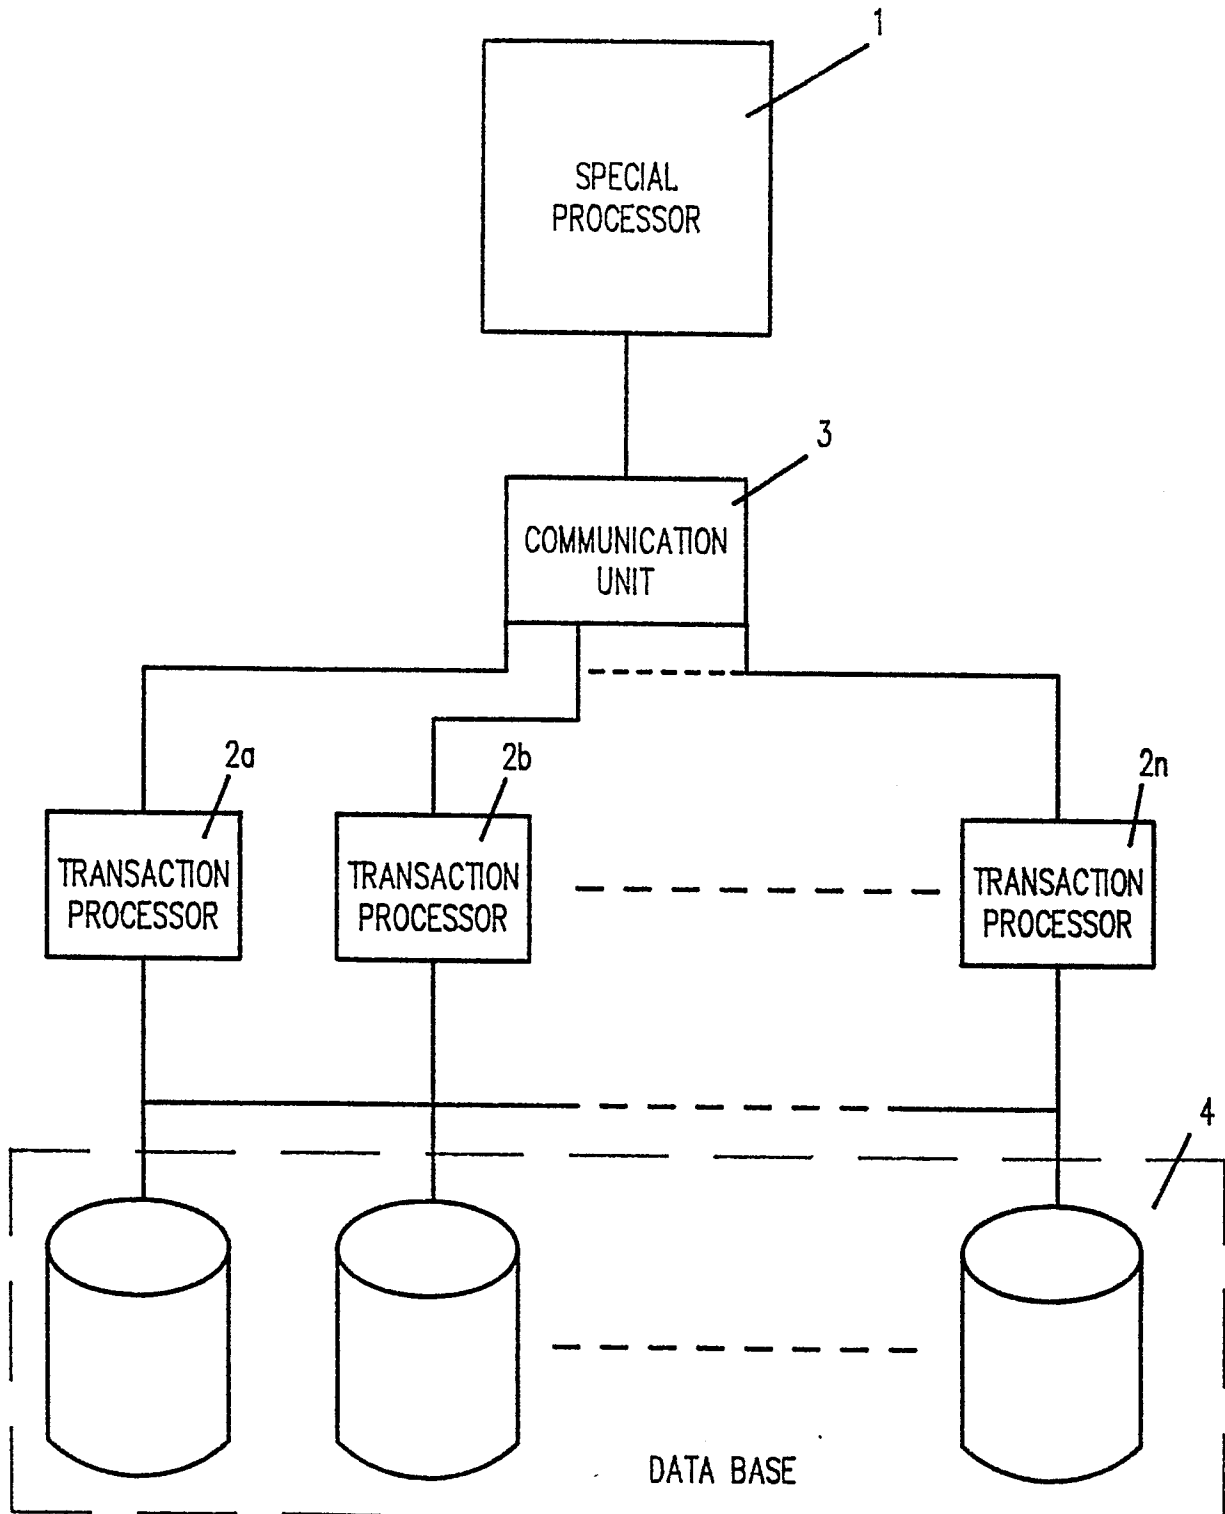 1
SPECIAL
PROCESSOR
3
COMMUNICATION
UNIT
2a
2b
2n
TRANSACTION
PROCESSOR
TRANSACTION
PROCESSOR
TRANSACTION
PROCESSOR
4
DATA BASE